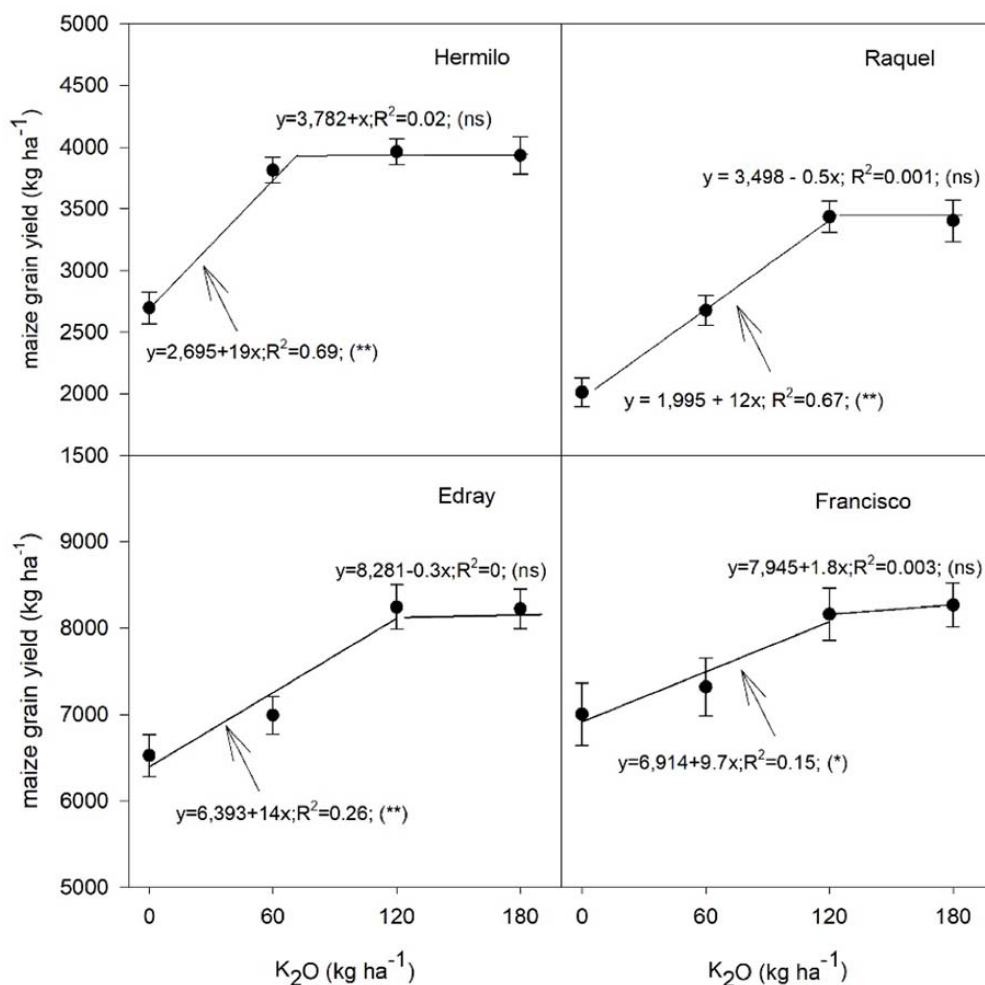 5000
4500
4000
3500
3000
2500
2000
1500
maize grain yield (kg ha⁻¹)
Hermilo
y=3,782+x;R²=0.02; (ns)
y=2,695+19x;R²=0.69; (**)
Raquel
y = 3,498 - 0.5x; R²=0.001; (ns)
y = 1,995 + 12x; R²=0.67; (**)
9000
8000
7000
6000
5000
maize grain yield (kg ha⁻¹)
Edray
y=8,281-0.3x;R²=0; (ns)
y=6,393+14x;R²=0.26; (**)
Francisco
y=7,945+1.8x;R²=0.003; (ns)
y=6,914+9.7x;R²=0.15; (*)
0 60 120 180
0 60 120 180
K₂O (kg ha⁻¹)
K₂O (kg ha⁻¹)